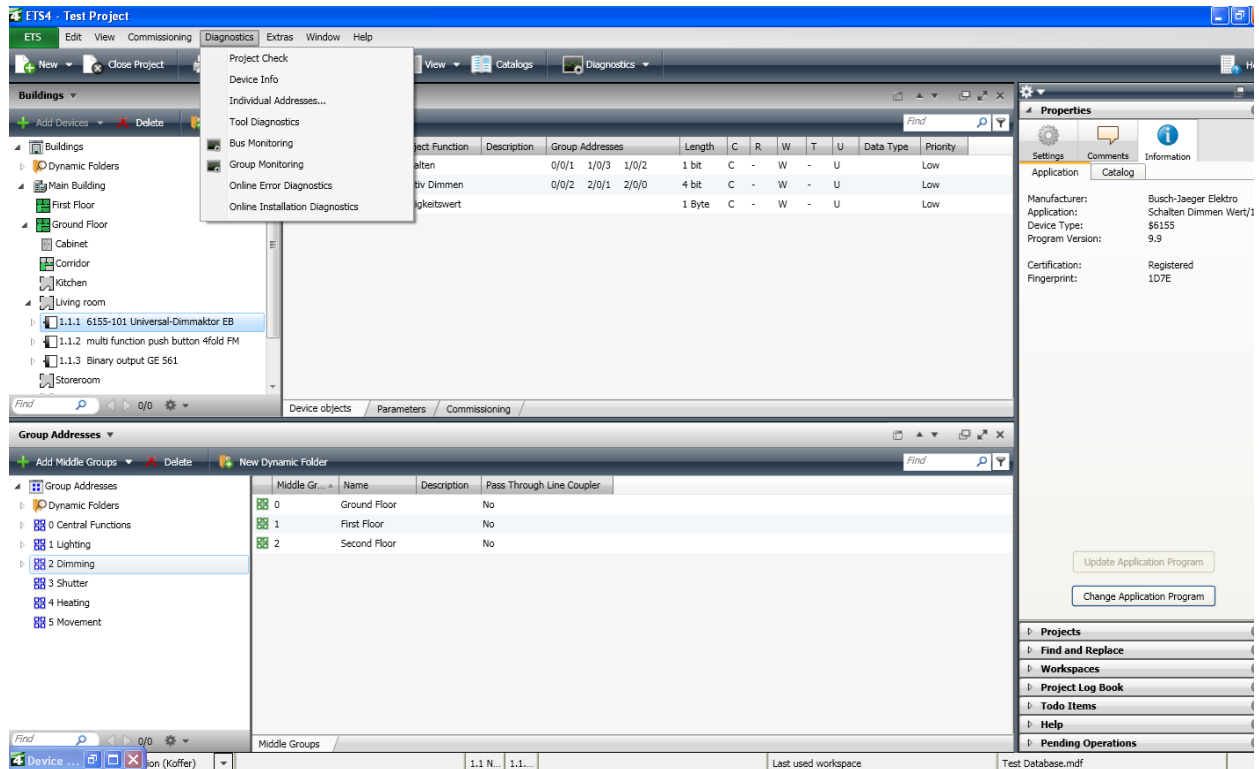 ETS4 - Test Project
ETS Edit View Commissioning Diagnostics Extras Window Help
New Close Project View Catalogs Diagnostics
Project Check
Device Info
Individual Addresses...
Tool Diagnostics
Bus Monitoring
Group Monitoring
Online Error Diagnostics
Online Installation Diagnostics
Buildings
Add Devices Delete Find
Buildings
Dynamic Folders
Main Building
First Floor
Ground Floor
Cabinet
Corridor
Kitchen
Living room
1.1.1 6155-101 Universal-Dimmaktor EB
1.1.2 multi function push button 4fold FM
1.1.3 Binary output GE 561
Storeroom
Find 0/0
ject Function Description Group Addresses Length C R W T U Data Type Priority
alten 0/0/1 1/0/3 1/0/2 1 bit C - W - U Low
tiv Dimmen 0/0/2 2/0/1 2/0/0 4 bit C - W - U Low
igkeitswert 1 Byte C - W - U Low
Device objects Parameters Commissioning
Group Addresses
Add Middle Groups Delete New Dynamic Folder Find
Group Addresses
Dynamic Folders
0 Central Functions
1 Lighting
2 Dimming
3 Shutter
4 Heating
5 Movement
Find 0/0
Middle Gr... Name Description Pass Through Line Coupler
0 Ground Floor No
1 First Floor No
2 Second Floor No
Middle Groups
Properties
Settings Comments Information
Application Catalog
Manufacturer: Busch-Jaeger Elektro
Application: Schalten Dimmen Wert/1
Device Type: $6155
Program Version: 9.9
Certification: Registered
Fingerprint: 1D7E
Update Application Program
Change Application Program
Projects
Find and Replace
Workspaces
Project Log Book
Todo Items
Help
Pending Operations
Device ... ion (Koffer) 1.1 N... 1.1.... Last used workspace Test Database.mdf